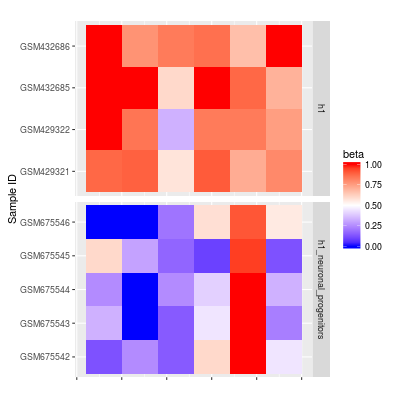 GSM432686
GSM432685
GSM429322
GSM429321
h1
GSM675546
GSM675545
GSM675544
GSM675543
GSM675542
h1_neuronal_progenitors
Sample ID
beta
1.00
0.75
0.50
0.25
0.00